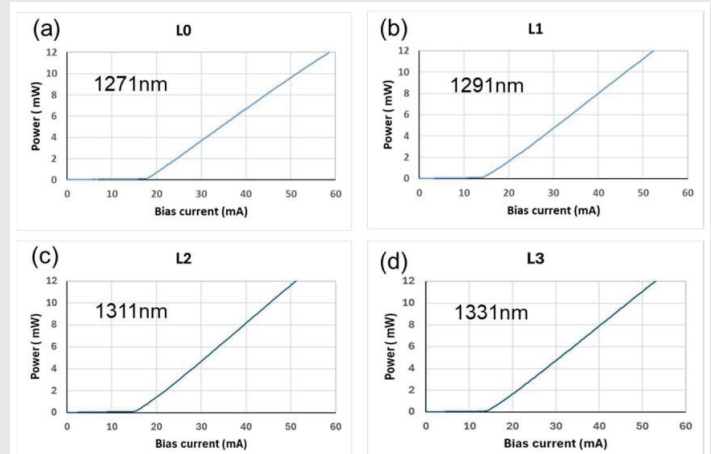 (a)
L0
1271nm
Power ( mW)
12
10
8
6
4
2
0
0 10 20 30 40 50 60
Bias current (mA)
(b)
L1
1291nm
Power ( mW)
12
10
8
6
4
2
0
0 10 20 30 40 50 60
Bias current (mA)
(c)
L2
1311nm
Power ( mW)
12
10
8
6
4
2
0
0 10 20 30 40 50 60
Bias current (mA)
(d)
L3
1331nm
Power ( mW)
12
10
8
6
4
2
0
0 10 20 30 40 50 60
Bias current (mA)